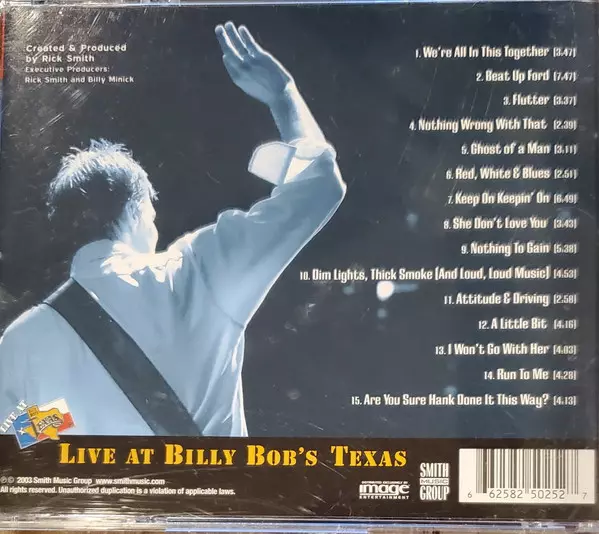 Created & Produced
by Rick Smith
Executive Producers:
Rick Smith and Billy Minick
1. We're All In This Together [3.47]
2. Beat Up Ford [7.47]
3. Flutter [3.37]
4. Nothing Wrong With That [2.39]
5. Ghost of a Man [3.11]
6. Red, White & Blues [2.51]
7. Keep On Keepin' On [6.49]
8. She Don't Love You [3.43]
9. Nothing To Gain [5.38]
10. Dim Lights, Thick Smoke [And Loud, Loud Music] [4.53]
11. Attitude & Driving [2.58]
12. A Little Bit [4.16]
13. I Won't Go With Her [4.03]
14. Run To Me [4.28]
15. Are You Sure Hank Done It This Way? [4.13]
LIVE AT
LIVE AT BILLY BOB'S TEXAS
℗© 2003 Smith Music Group www.smithmusic.com
All rights reserved. Unauthorized duplication is a violation of applicable laws.
DISTRIBUTED EXCLUSIVELY BY
image
ENTERTAINMENT
SMITH
MUSIC
GROUP
6 62582 50252 7